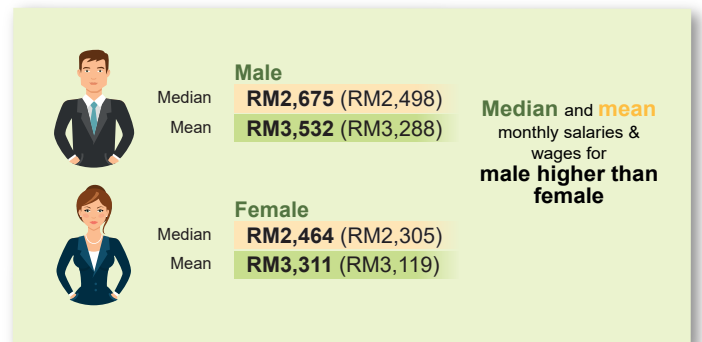 Male
Median RM2,675 (RM2,498)
Mean RM3,532 (RM3,288)
Median and mean
monthly salaries &
wages for
male higher than
female
Female
Median RM2,464 (RM2,305)
Mean RM3,311 (RM3,119)